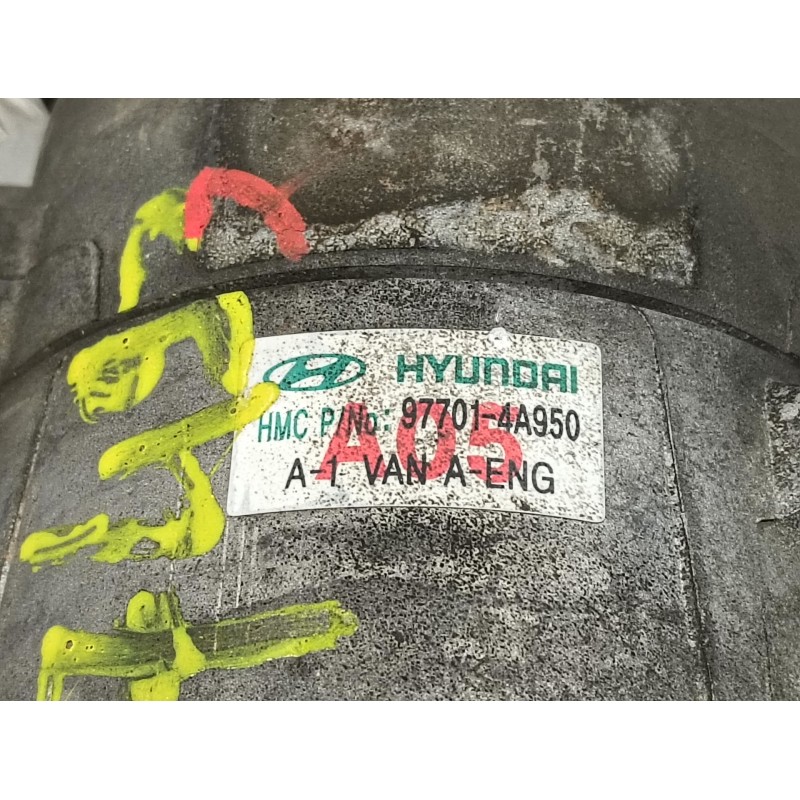 HYUNDAI
HMC P/No: 97701-4A950
A05
A-1 VAN A-ENG